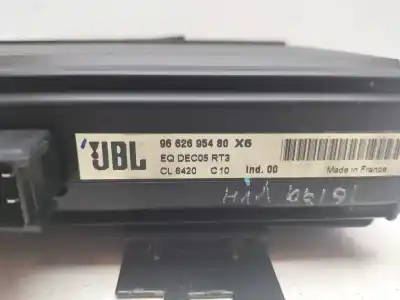 JBL 96 626 954 80 X6
EQ DEC05 RT3
CL 6420 C10 Ind. 00 Made in France